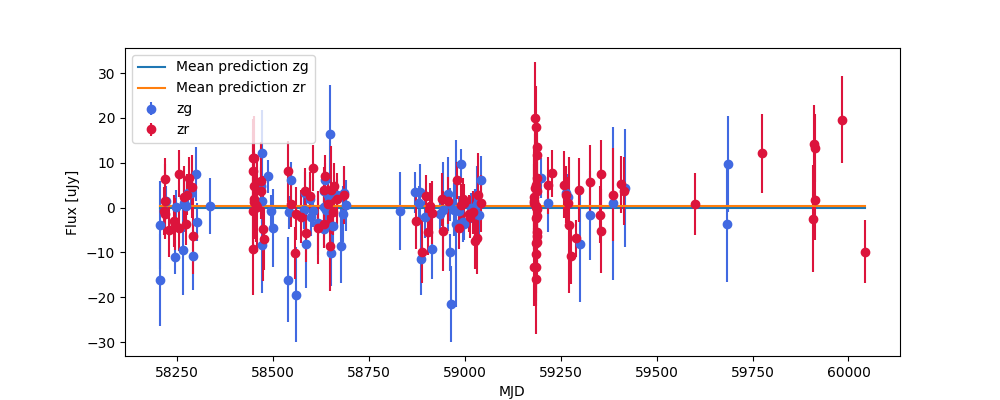 Mean prediction zg
Mean prediction zr
zg
zr
Flux [uJy]
30
20
10
0
−10
−20
−30
58250
58500
58750
59000
59250
59500
59750
60000
MJD